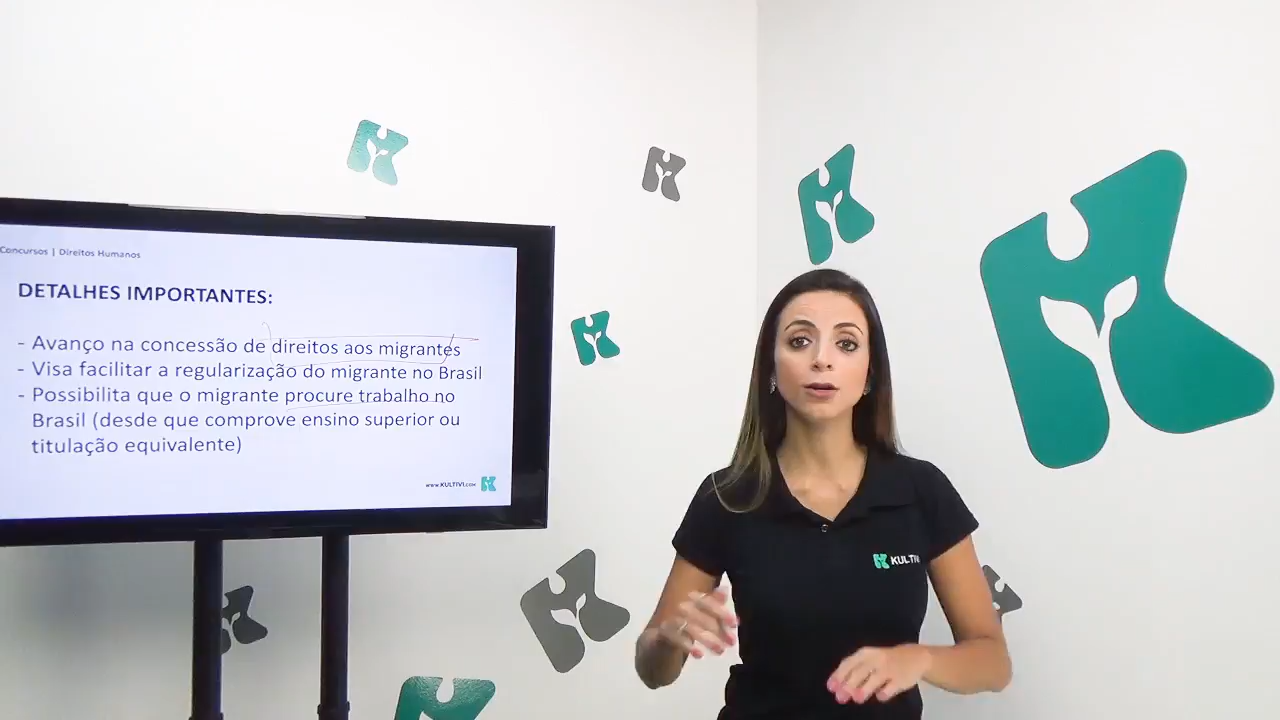 Concursos | Direitos Humanos
DETALHES IMPORTANTES:
- Avanço na concessão de direitos aos migrantes
- Visa facilitar a regularização do migrante no Brasil
- Possibilita que o migrante procure trabalho no
Brasil (desde que comprove ensino superior ou
titulação equivalente)
www.KULTIVI.COM
KULTIVI